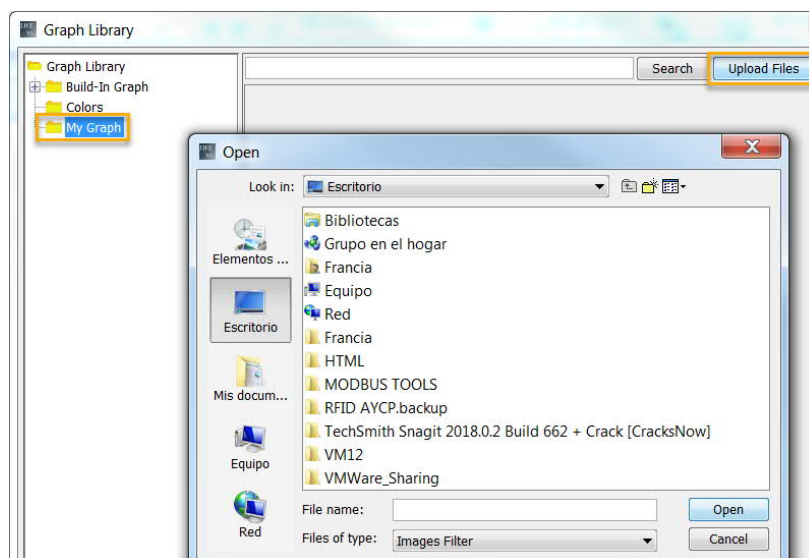 Graph Library
Graph Library
Build-In Graph
Colors
My Graph
Search
Upload Files
Open
Look in:
Escritorio
Elementos ...
Escritorio
Mis docum...
Equipo
Red
Bibliotecas
Grupo en el hogar
Francia
Equipo
Red
Francia
HTML
MODBUS TOOLS
RFID AYCP.backup
TechSmith Snagit 2018.0.2 Build 662 + Crack [CracksNow]
VM12
VMWare_Sharing
File name:
Open
Files of type:
Images Filter
Cancel